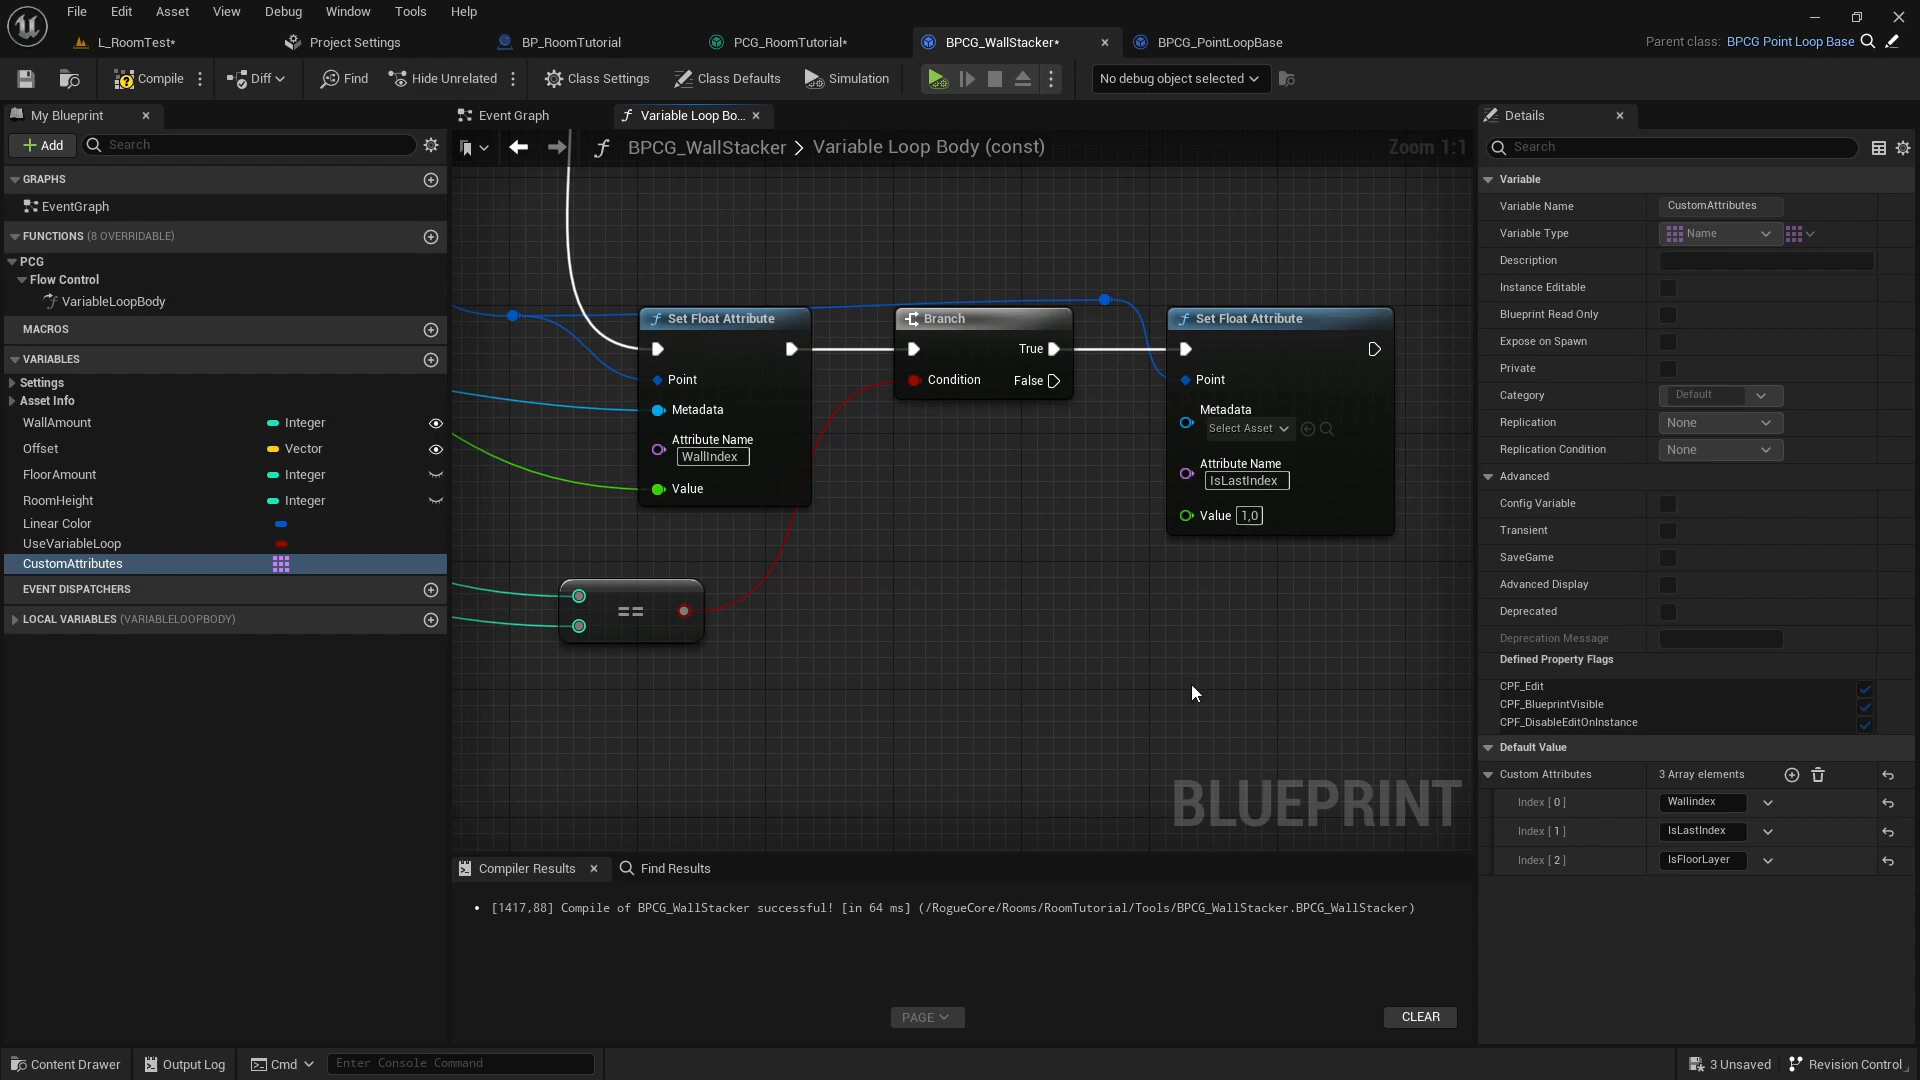 File Edit Asset View Debug Window Tools Help
L_RoomTest* Project Settings BP_RoomTutorial PCG_RoomTutorial* BPCG_WallStacker* BPCG_PointLoopBase Parent class: BPCG Point Loop Base
Compile Diff Find Hide Unrelated Class Settings Class Defaults Simulation No debug object selected
My Blueprint
Add Search
GRAPHS
EventGraph
FUNCTIONS (8 OVERRIDABLE)
PCG
Flow Control
VariableLoopBody
MACROS
VARIABLES
Settings
Asset Info
WallAmount Integer
Offset Vector
FloorAmount Integer
RoomHeight Integer
Linear Color
UseVariableLoop
CustomAttributes
EVENT DISPATCHERS
LOCAL VARIABLES (VARIABLELOOPBODY)
Event Graph Variable Loop Bo...
BPCG_WallStacker > Variable Loop Body (const) Zoom 1:1
Set Float Attribute
Point
Metadata
Attribute Name
WallIndex
Value
Branch
True
Condition False
Set Float Attribute
Point
Metadata
Select Asset
Attribute Name
IsLastIndex
Value 1,0
==
BLUEPRINT
Compiler Results Find Results
[1417,88] Compile of BPCG_WallStacker successful! [in 64 ms] (/RogueCore/Rooms/RoomTutorial/Tools/BPCG_WallStacker.BPCG_WallStacker)
PAGE CLEAR
Details
Search
Variable
Variable Name CustomAttributes
Variable Type Name
Description
Instance Editable
Blueprint Read Only
Expose on Spawn
Private
Category Default
Replication None
Replication Condition None
Advanced
Config Variable
Transient
SaveGame
Advanced Display
Deprecated
Deprecation Message
Defined Property Flags
CPF_Edit
CPF_BlueprintVisible
CPF_DisableEditOnInstance
Default Value
Custom Attributes 3 Array elements
Index [ 0 ] Wallindex
Index [ 1 ] IsLastIndex
Index [ 2 ] IsFloorLayer
Content Drawer Output Log Cmd Enter Console Command 3 Unsaved Revision Control